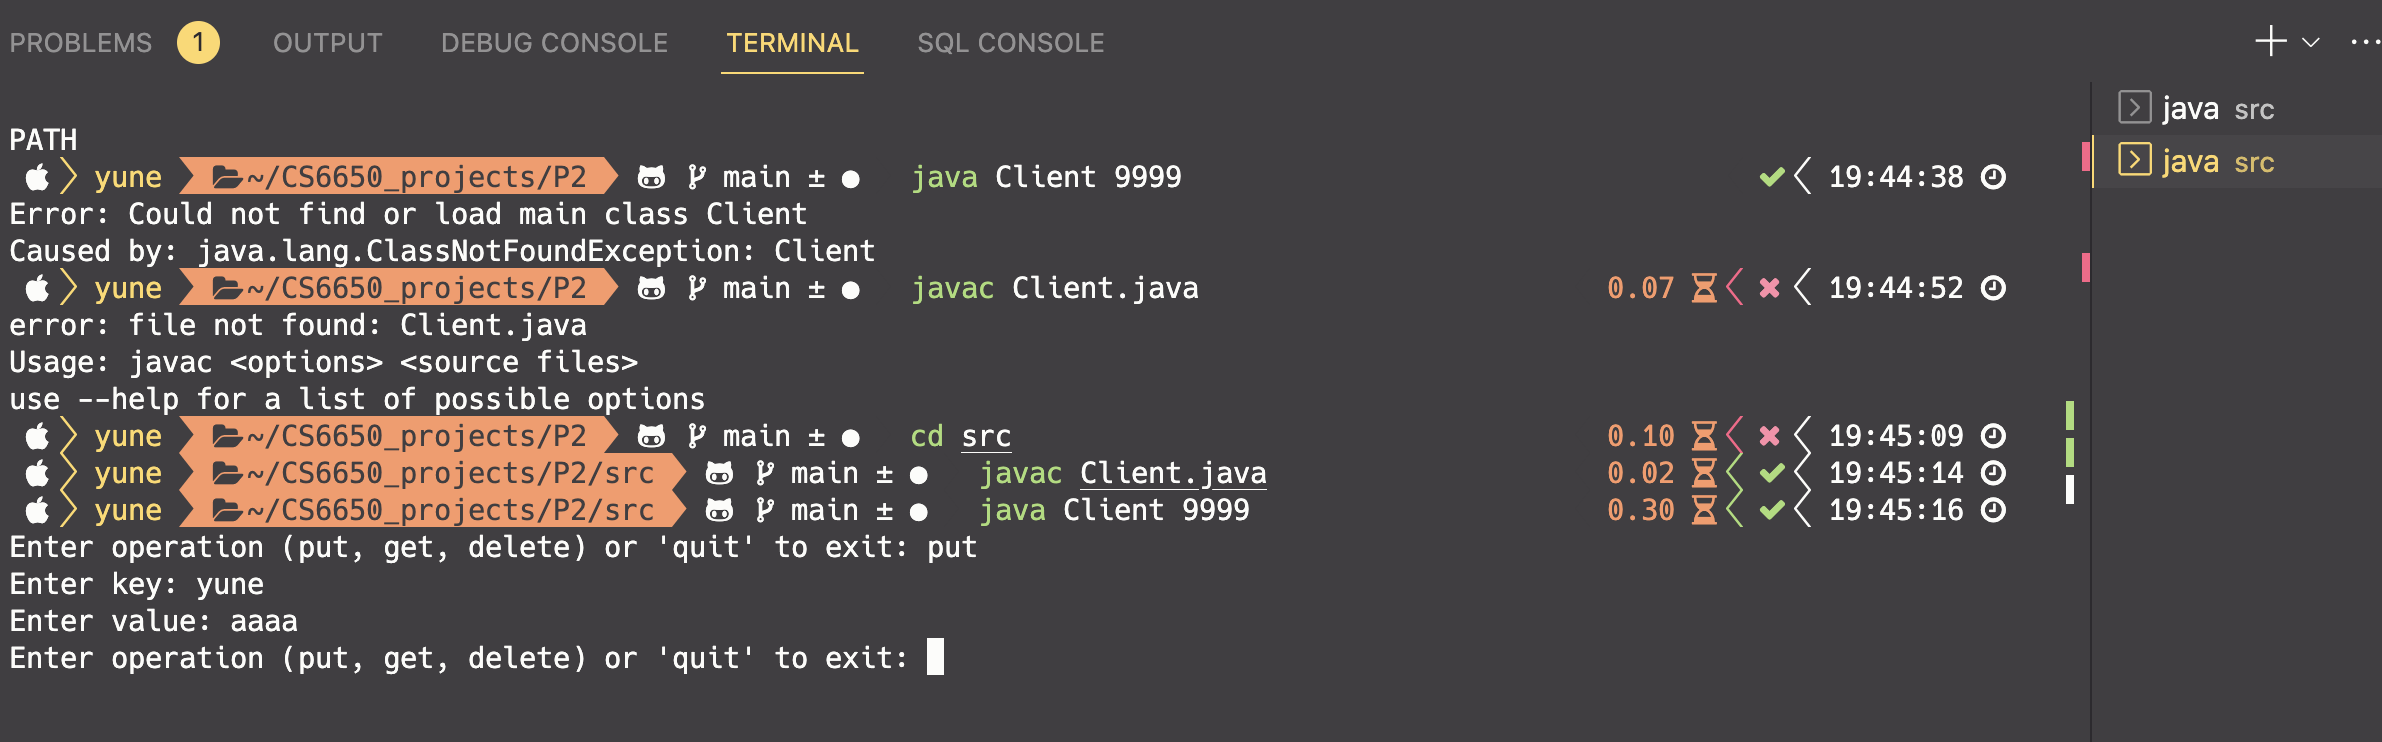 PROBLEMS 1 OUTPUT DEBUG CONSOLE TERMINAL SQL CONSOLE
java src
java src
PATH
yune ~/CS6650_projects/P2 main ± ● java Client 9999 19:44:38
Error: Could not find or load main class Client
Caused by: java.lang.ClassNotFoundException: Client
yune ~/CS6650_projects/P2 main ± ● javac Client.java 0.07 19:44:52
error: file not found: Client.java
Usage: javac <options> <source files>
use --help for a list of possible options
yune ~/CS6650_projects/P2 main ± ● cd src 0.10 19:45:09
yune ~/CS6650_projects/P2/src main ± ● javac Client.java 0.02 19:45:14
yune ~/CS6650_projects/P2/src main ± ● java Client 9999 0.30 19:45:16
Enter operation (put, get, delete) or 'quit' to exit: put
Enter key: yune
Enter value: aaaa
Enter operation (put, get, delete) or 'quit' to exit: